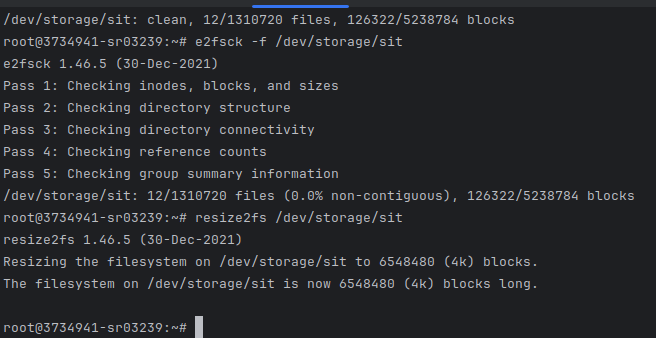 /dev/storage/sit: clean, 12/1310720 files, 126322/5238784 blocks
root@3734941-sr03239:~# e2fsck -f /dev/storage/sit
e2fsck 1.46.5 (30-Dec-2021)
Pass 1: Checking inodes, blocks, and sizes
Pass 2: Checking directory structure
Pass 3: Checking directory connectivity
Pass 4: Checking reference counts
Pass 5: Checking group summary information
/dev/storage/sit: 12/1310720 files (0.0% non-contiguous), 126322/5238784 blocks
root@3734941-sr03239:~# resize2fs /dev/storage/sit
resize2fs 1.46.5 (30-Dec-2021)
Resizing the filesystem on /dev/storage/sit to 6548480 (4k) blocks.
The filesystem on /dev/storage/sit is now 6548480 (4k) blocks long.
root@3734941-sr03239:~#